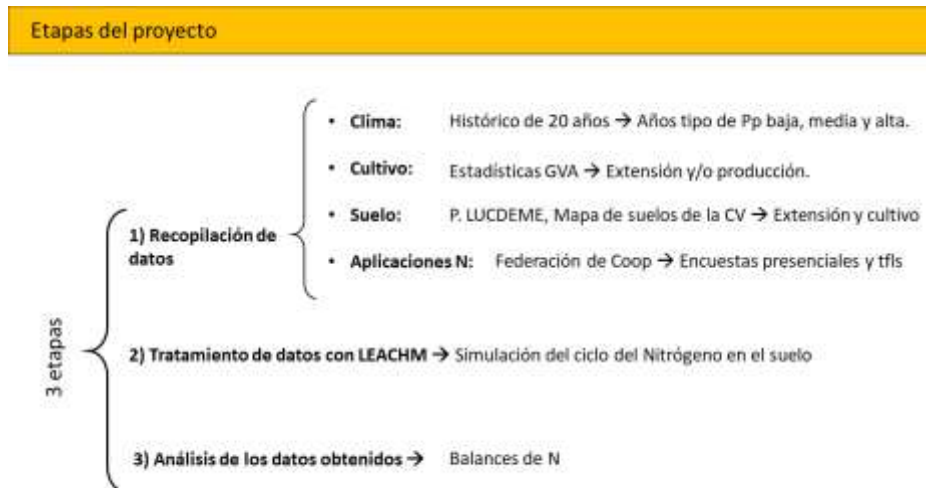 Etapas del proyecto
• Clima: Histórico de 20 años → Años tipo de Pp baja, media y alta.
• Cultivo: Estadísticas GVA → Extensión y/o producción.
• Suelo: P. LUCDEME, Mapa de suelos de la CV → Extensión y cultivo
1) Recopilación de
datos
• Aplicaciones N: Federación de Coop → Encuestas presenciales y tfls
3 etapas
2) Tratamiento de datos con LEACHM → Simulación del ciclo del Nitrógeno en el suelo
3) Análisis de los datos obtenidos → Balances de N